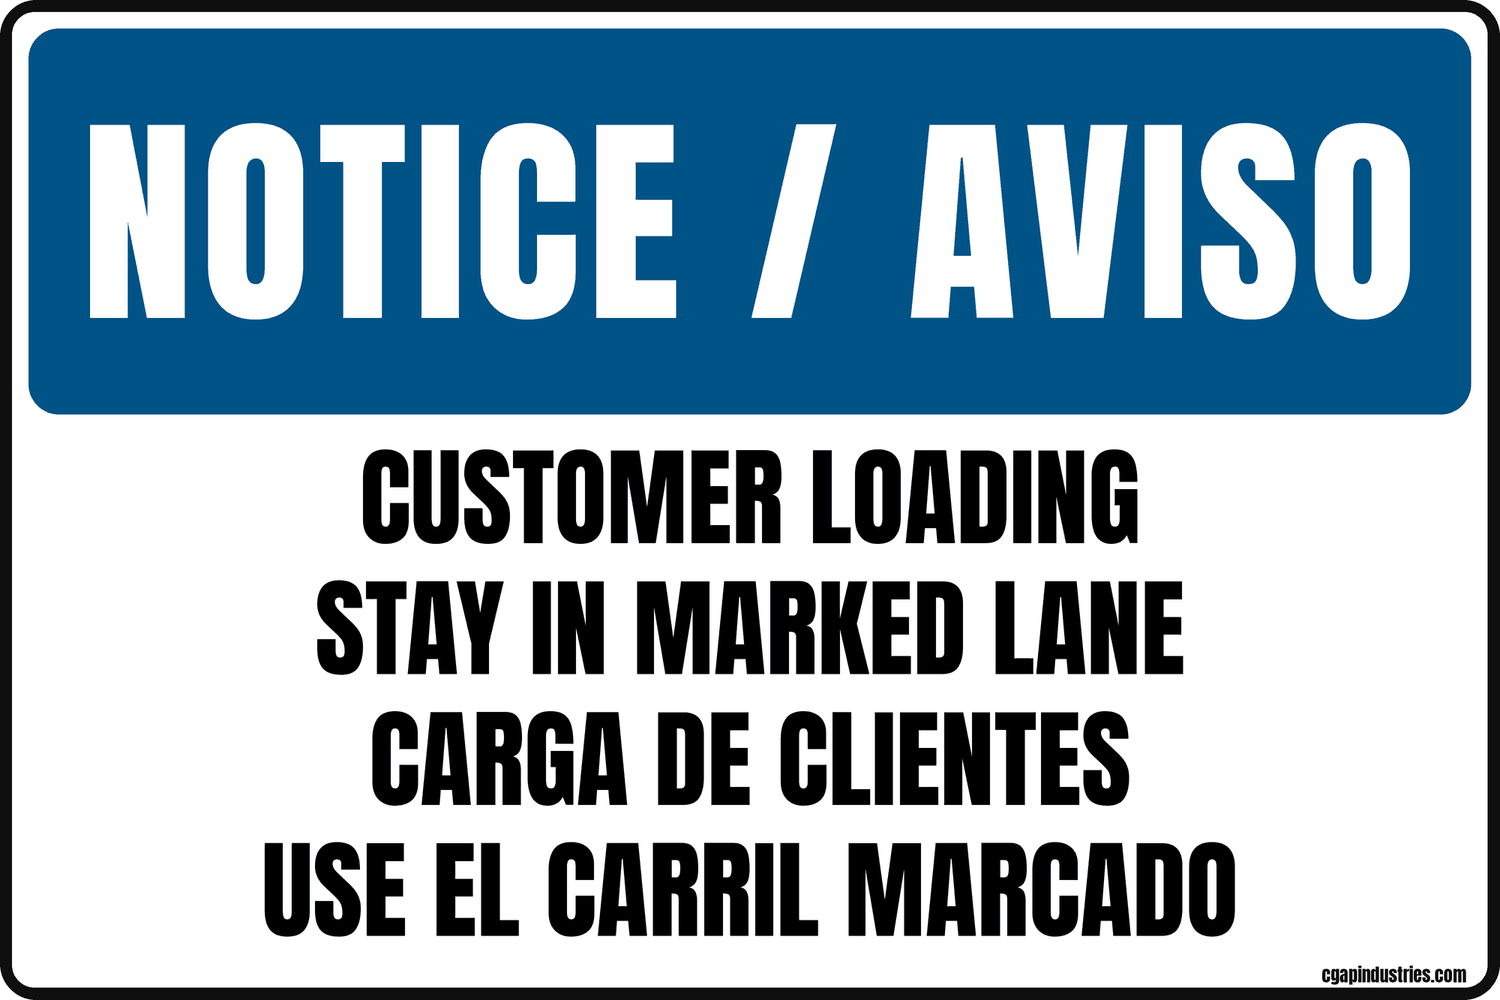 NOTICE / AVISO
CUSTOMER LOADING
STAY IN MARKED LANE
CARGA DE CLIENTES
USE EL CARRIL MARCADO
cgapindustries.com